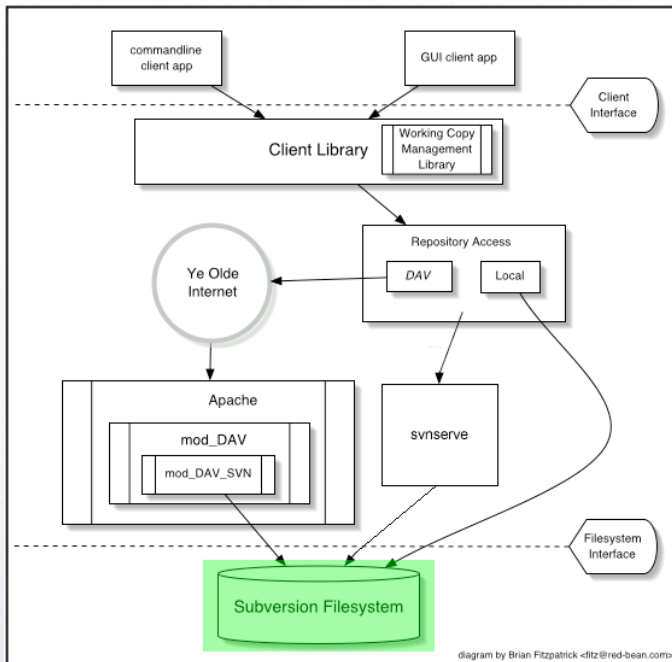 commandline
client app
GUI client app
Client
Interface
Client Library
Working Copy
Management
Library
Repository Access
DAV
Local
Ye Olde
Internet
Apache
mod_DAV
mod_DAV_SVN
svnserve
Filesystem
Interface
Subversion Filesystem
diagram by Brian Fitzpatrick <fitz@red-bean.com>